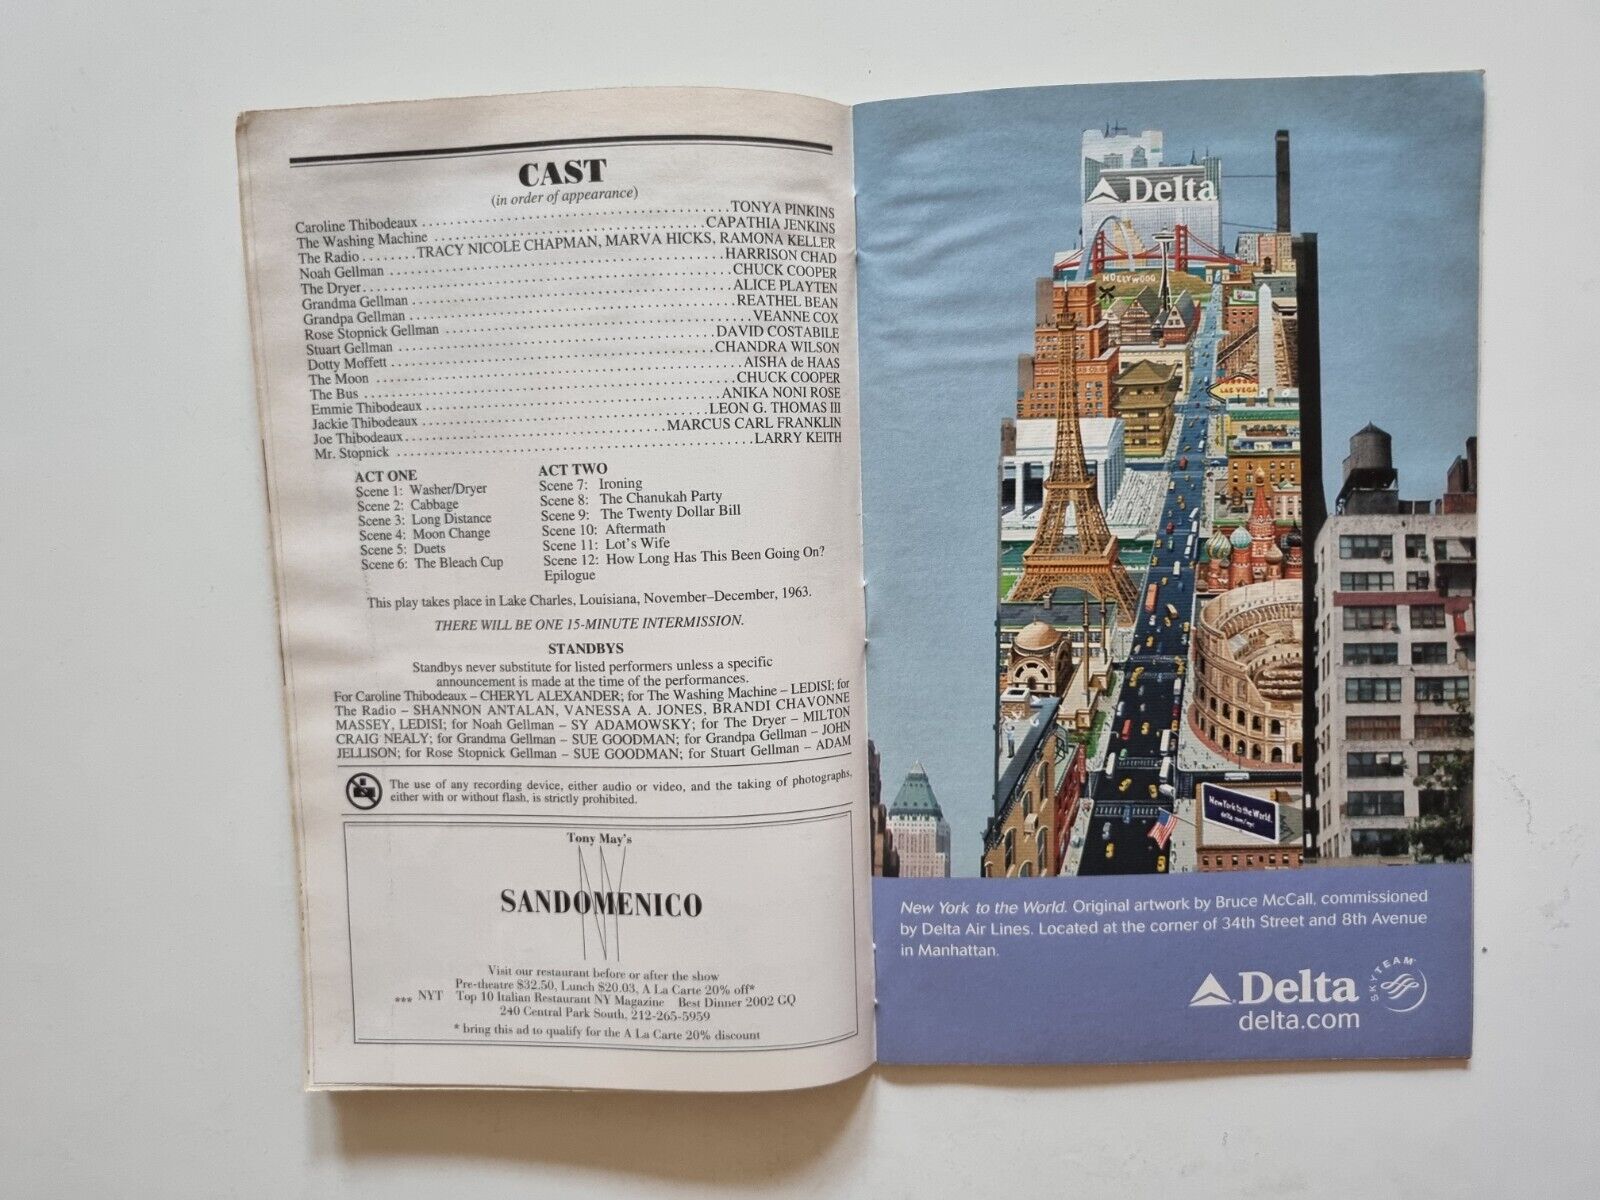 CAST
(in order of appearance)
Caroline Thibodeaux . . . . . . . . . . . . . . . . . . . . . . . . . . . . . . . . . . . . . TONYA PINKINS
The Washing Machine . . . . . . . . . . . . . . . . . . . . . . . . . . . . . . . . . CAPATHIA JENKINS
The Radio . . . . . . . . TRACY NICOLE CHAPMAN, MARVA HICKS, RAMONA KELLER
Noah Gellman . . . . . . . . . . . . . . . . . . . . . . . . . . . . . . . . . . . . . . . . HARRISON CHAD
The Dryer . . . . . . . . . . . . . . . . . . . . . . . . . . . . . . . . . . . . . . . . . . . . CHUCK COOPER
Grandma Gellman . . . . . . . . . . . . . . . . . . . . . . . . . . . . . . . . . . . . . . ALICE PLAYTEN
Grandpa Gellman . . . . . . . . . . . . . . . . . . . . . . . . . . . . . . . . . . . . . . REATHEL BEAN
Rose Stopnick Gellman . . . . . . . . . . . . . . . . . . . . . . . . . . . . . . . . . . . VEANNE COX
Stuart Gellman . . . . . . . . . . . . . . . . . . . . . . . . . . . . . . . . . . . . . . . DAVID COSTABILE
Dotty Moffett . . . . . . . . . . . . . . . . . . . . . . . . . . . . . . . . . . . . . . . . CHANDRA WILSON
The Moon . . . . . . . . . . . . . . . . . . . . . . . . . . . . . . . . . . . . . . . . . . . AISHA de HAAS
The Bus . . . . . . . . . . . . . . . . . . . . . . . . . . . . . . . . . . . . . . . . . . . . . CHUCK COOPER
Emmie Thibodeaux . . . . . . . . . . . . . . . . . . . . . . . . . . . . . . . . . . . . . ANIKA NONI ROSE
Jackie Thibodeaux . . . . . . . . . . . . . . . . . . . . . . . . . . . . . . . . . . . . . LEON G. THOMAS III
Joe Thibodeaux . . . . . . . . . . . . . . . . . . . . . . . . . . . . . . . . . . MARCUS CARL FRANKLIN
Mr. Stopnick . . . . . . . . . . . . . . . . . . . . . . . . . . . . . . . . . . . . . . . . . . LARRY KEITH
ACT ONE
Scene 1: Washer/Dryer
Scene 2: Cabbage
Scene 3: Long Distance
Scene 4: Moon Change
Scene 5: Duets
Scene 6: The Bleach Cup
ACT TWO
Scene 7: Ironing
Scene 8: The Chanukah Party
Scene 9: The Twenty Dollar Bill
Scene 10: Aftermath
Scene 11: Lot's Wife
Scene 12: How Long Has This Been Going On?
Epilogue
This play takes place in Lake Charles, Louisiana, November–December, 1963.
THERE WILL BE ONE 15-MINUTE INTERMISSION.
STANDBYS
Standbys never substitute for listed performers unless a specific
announcement is made at the time of the performances.
For Caroline Thibodeaux – CHERYL ALEXANDER; for The Washing Machine – LEDISI; for
The Radio – SHANNON ANTALAN, VANESSA A. JONES, BRANDI CHAVONNE
MASSEY, LEDISI; for Noah Gellman – SY ADAMOWSKY; for The Dryer – MILTON
CRAIG NEALY; for Grandma Gellman – SUE GOODMAN; for Grandpa Gellman – JOHN
JELLISON; for Rose Stopnick Gellman – SUE GOODMAN; for Stuart Gellman – ADAM
The use of any recording device, either audio or video, and the taking of photographs,
either with or without flash, is strictly prohibited.
Tony May's
SANDOMENICO
Visit our restaurant before or after the show
Pre-theatre $32.50, Lunch $20.03, A La Carte 20% off*
*** NYT Top 10 Italian Restaurant NY Magazine Best Dinner 2002 GQ
240 Central Park South, 212-265-5959
* bring this ad to qualify for the A La Carte 20% discount
Delta
HOLLYWOOD
LAS VEGAS
New York to the World.
delta.com/nyc
New York to the World. Original artwork by Bruce McCall, commissioned
by Delta Air Lines. Located at the corner of 34th Street and 8th Avenue
in Manhattan.
Delta
SKYTEAM
delta.com